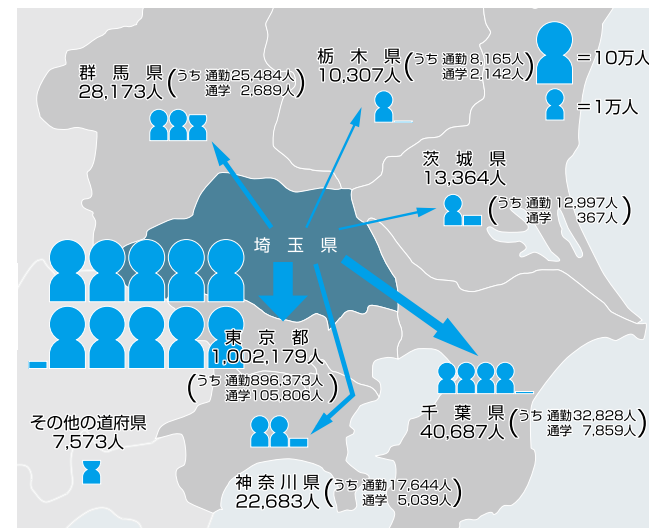 群馬県
28,173人
(うち 通勤25,484人
通学 2,689人)
栃木県
10,307人
(うち 通勤 8,165人
通学 2,142人)
=10万人
=1万人
茨城県
13,364人
(うち 通勤 12,997人
通学 367人)
埼玉県
東京都
1,002,179人
(うち 通勤896,373人
通学105,806人)
その他の道府県
7,573人
千葉県
40,687人
(うち 通勤32,828人
通学 7,859人)
神奈川県
22,683人
(うち 通勤17,644人
通学 5,039人)